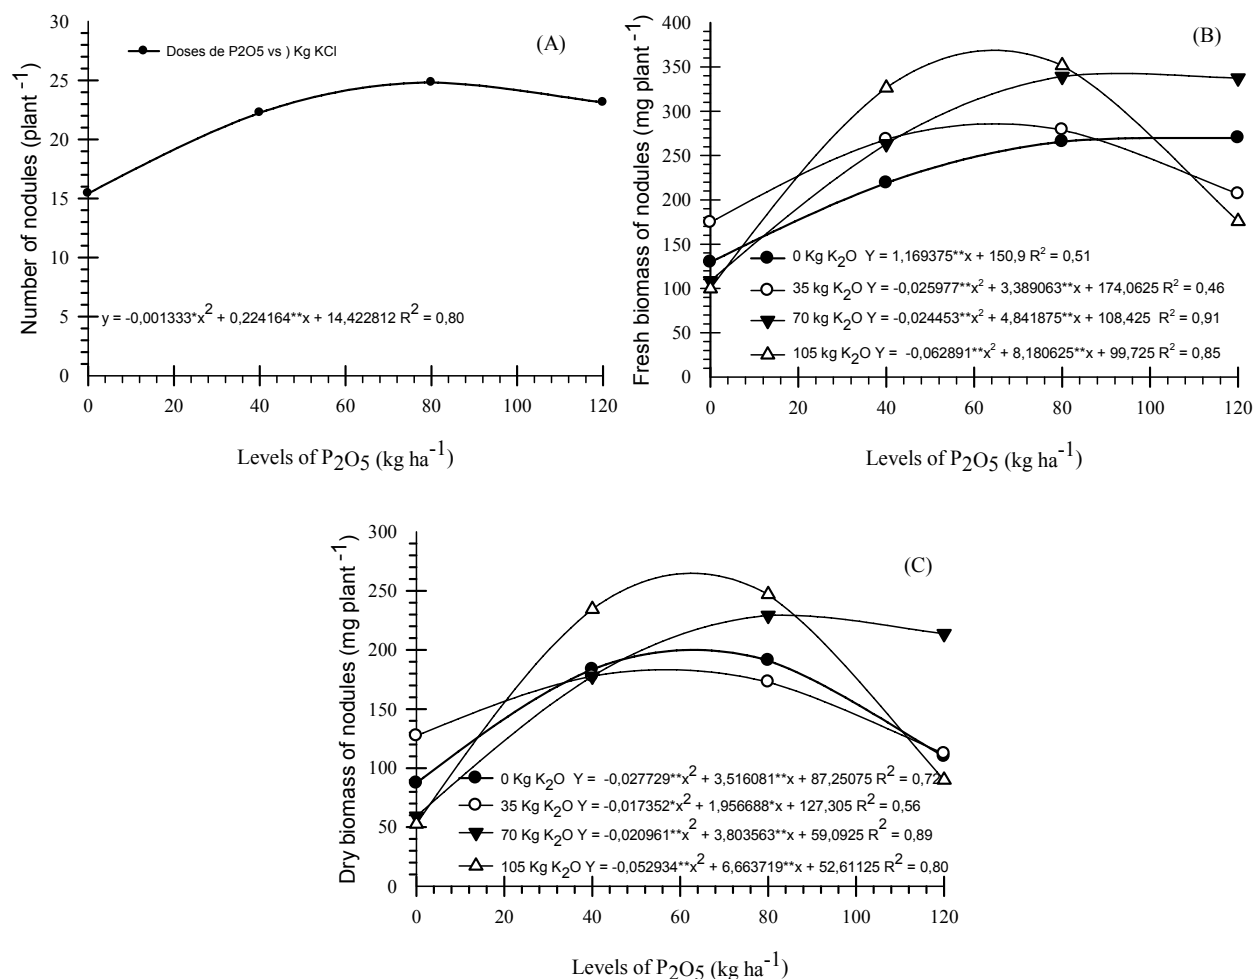 (A)
Doses de P2O5 vs ) Kg KCl
Number of nodules (plant -1)
30
25
20
15
10
5
0
y = -0,001333*x2 + 0,224164**x + 14,422812 R2 = 0,80
0 20 40 60 80 100 120
Levels of P2O5 (kg ha-1)
(B)
Fresh biomass of nodules (mg plant -1)
400
350
300
250
200
150
100
50
0
0 Kg K2O Y = 1,169375**x + 150,9 R2 = 0,51
35 kg K2O Y = -0,025977**x2 + 3,389063**x + 174,0625 R2 = 0,46
70 kg K2O Y = -0,024453**x2 + 4,841875**x + 108,425 R2 = 0,91
105 kg K2O Y = -0,062891**x2 + 8,180625**x + 99,725 R2 = 0,85
0 20 40 60 80 100 120
Levels of P2O5 (kg ha-1)
(C)
Dry biomass of nodules (mg plant -1)
300
250
200
150
100
50
0
0 Kg K2O Y = -0,027729**x2 + 3,516081**x + 87,25075 R2 = 0,72
35 Kg K2O Y = -0,017352*x2 + 1,956688*x + 127,305 R2 = 0,56
70 Kg K2O Y = -0,020961**x2 + 3,803563**x + 59,0925 R2 = 0,89
105 Kg K2O Y = -0,052934**x2 + 6,663719**x + 52,61125 R2 = 0,80
0 20 40 60 80 100 120
Levels of P2O5 (kg ha-1)